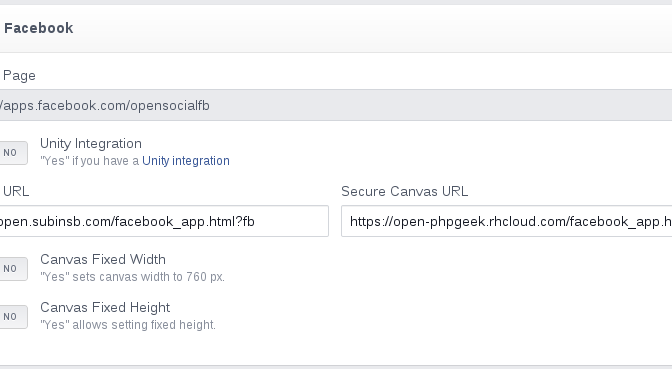 Facebook
Page
/apps.facebook.com/opensocialfb
NO
Unity Integration
"Yes" if you have a Unity integration
URL
Secure Canvas URL
open.subinsb.com/facebook_app.html?fb
https://open-phpgeek.rhcloud.com/facebook_app.h
NO
Canvas Fixed Width
"Yes" sets canvas width to 760 px.
NO
Canvas Fixed Height
"Yes" allows setting fixed height.